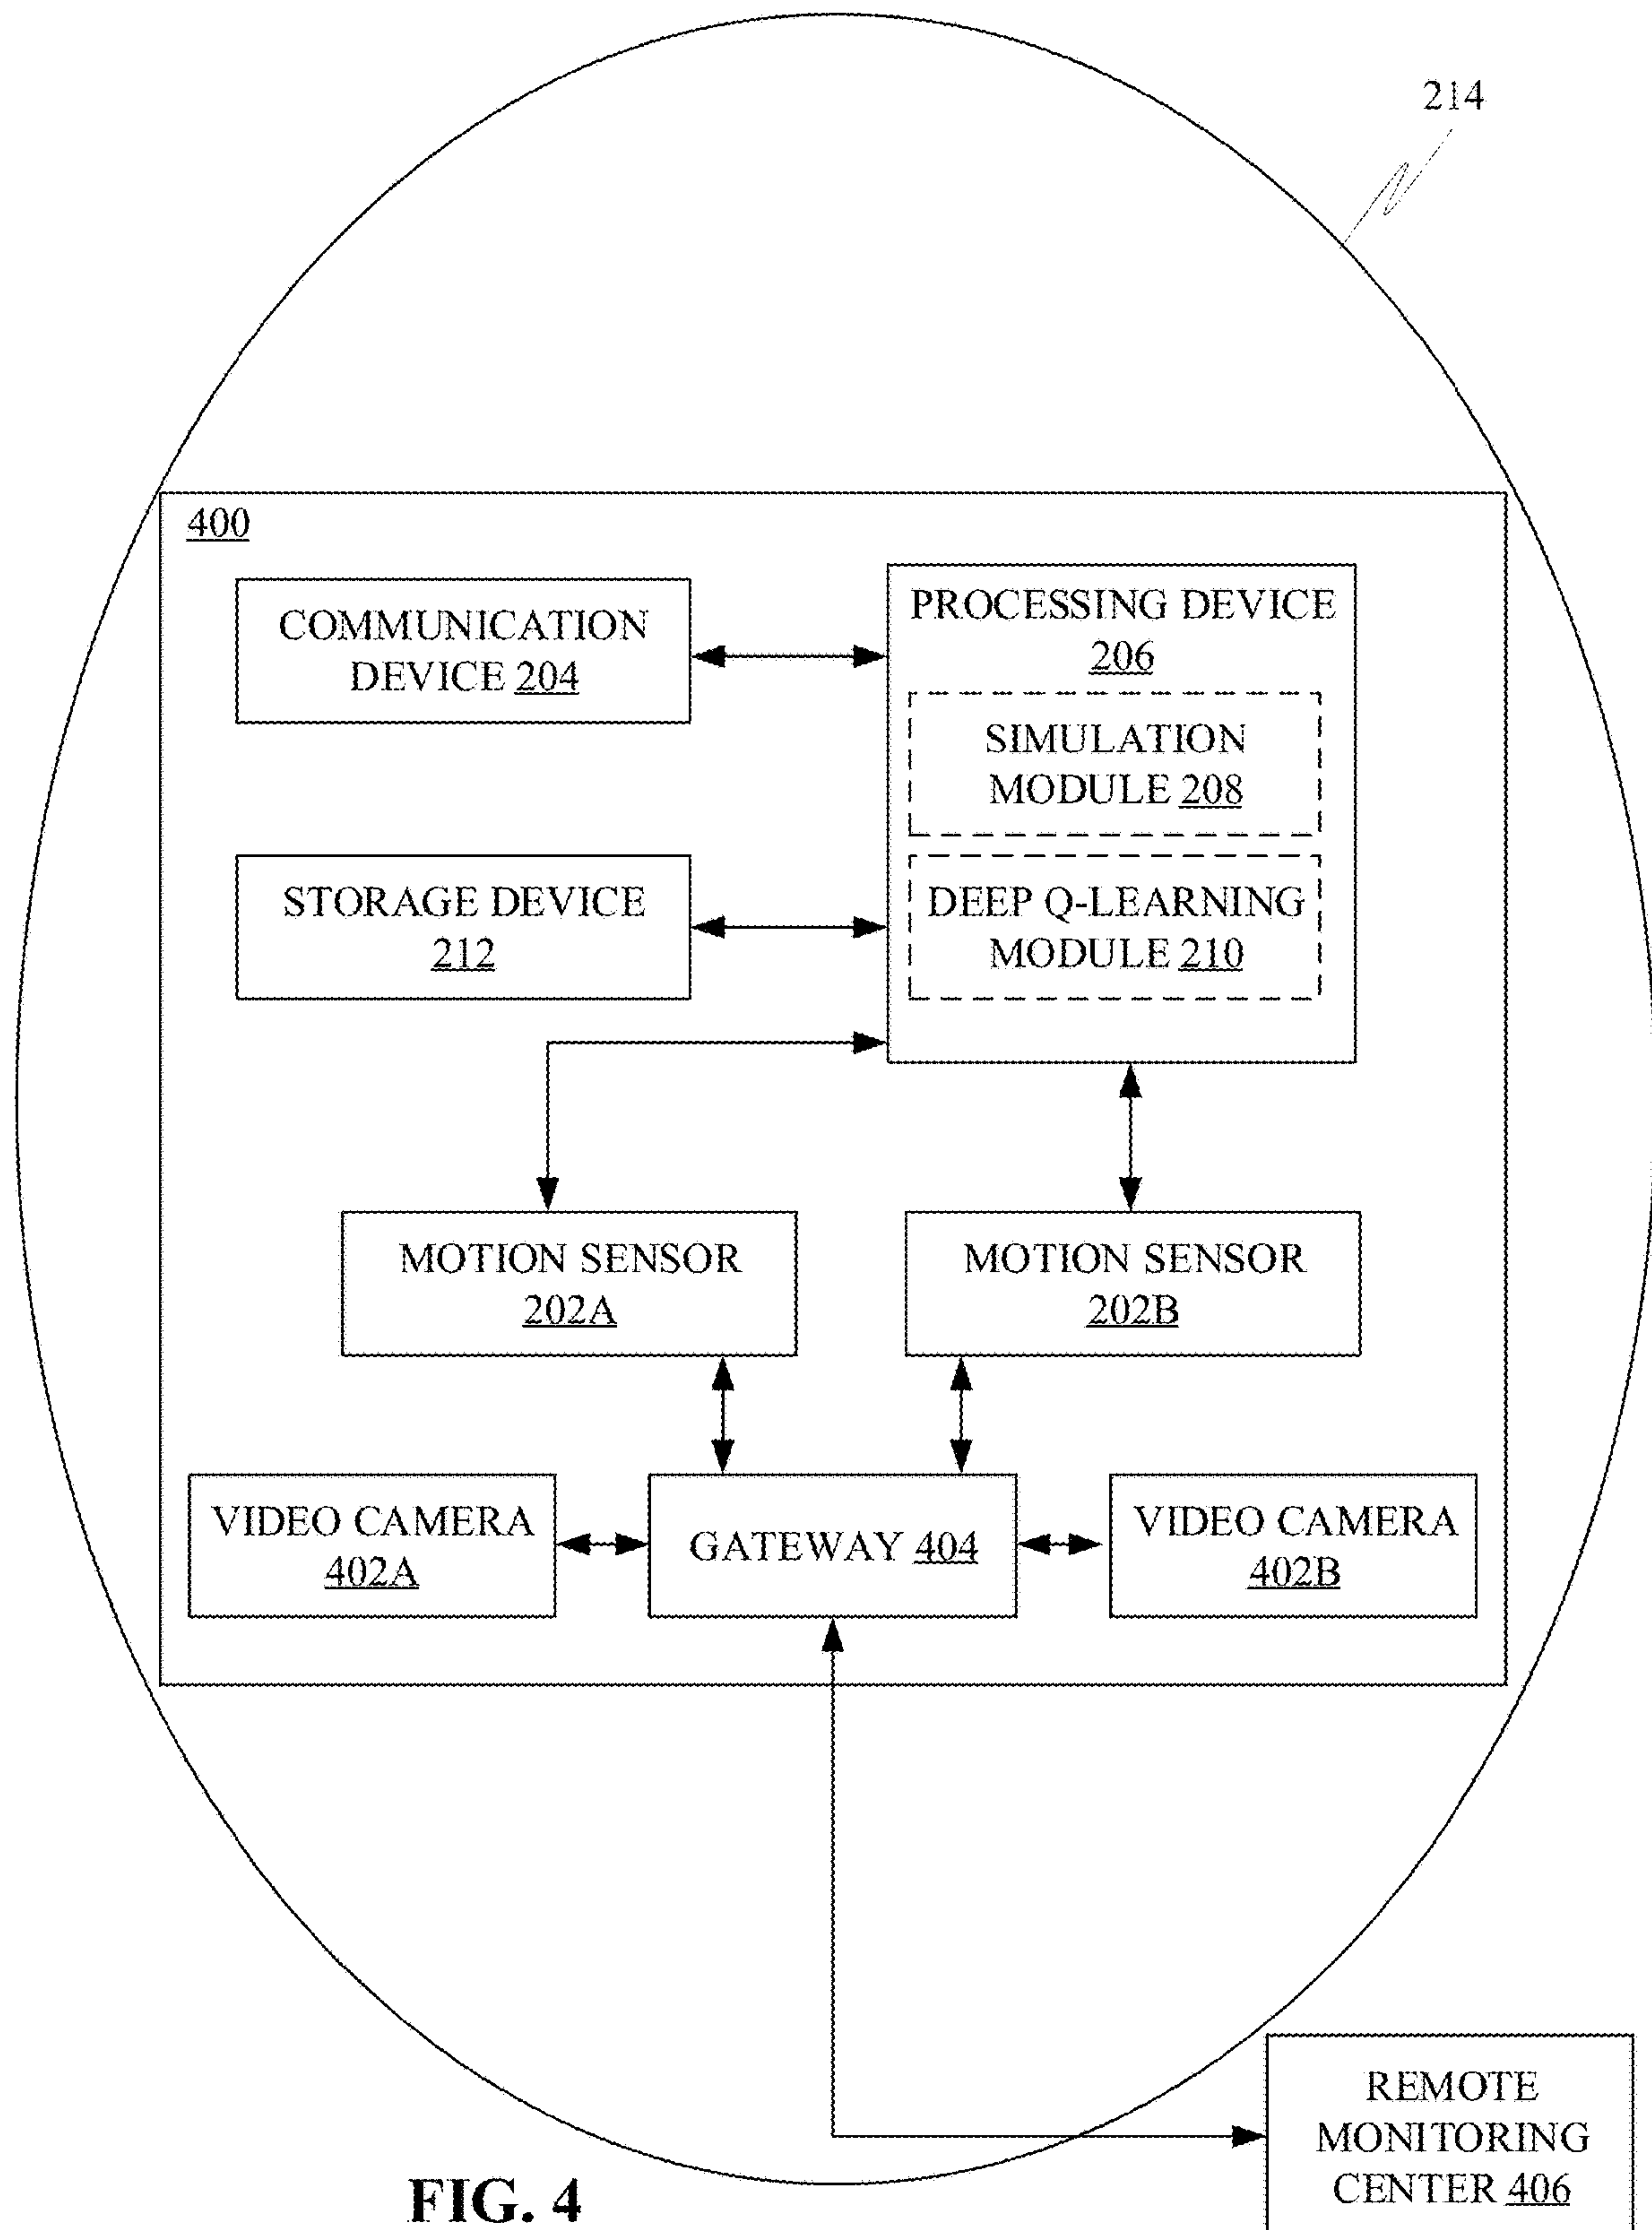 214
400
COMMUNICATION
DEVICE 204
PROCESSING DEVICE
206
SIMULATION
MODULE 208
STORAGE DEVICE
212
DEEP Q-LEARNING
MODULE 210
MOTION SENSOR
202A
MOTION SENSOR
202B
VIDEO CAMERA
402A
GATEWAY 404
VIDEO CAMERA
402B
REMOTE
MONITORING
CENTER 406
FIG. 4